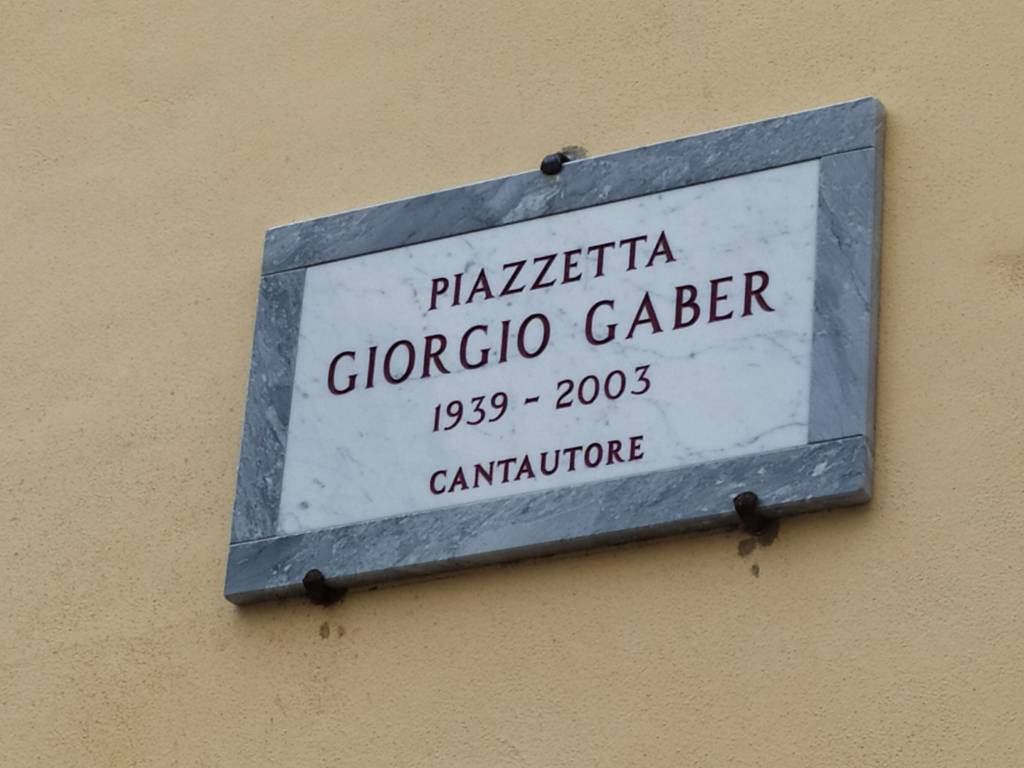 PIAZZETTA
GIORGIO GABER
1939 - 2003
CANTAUTORE